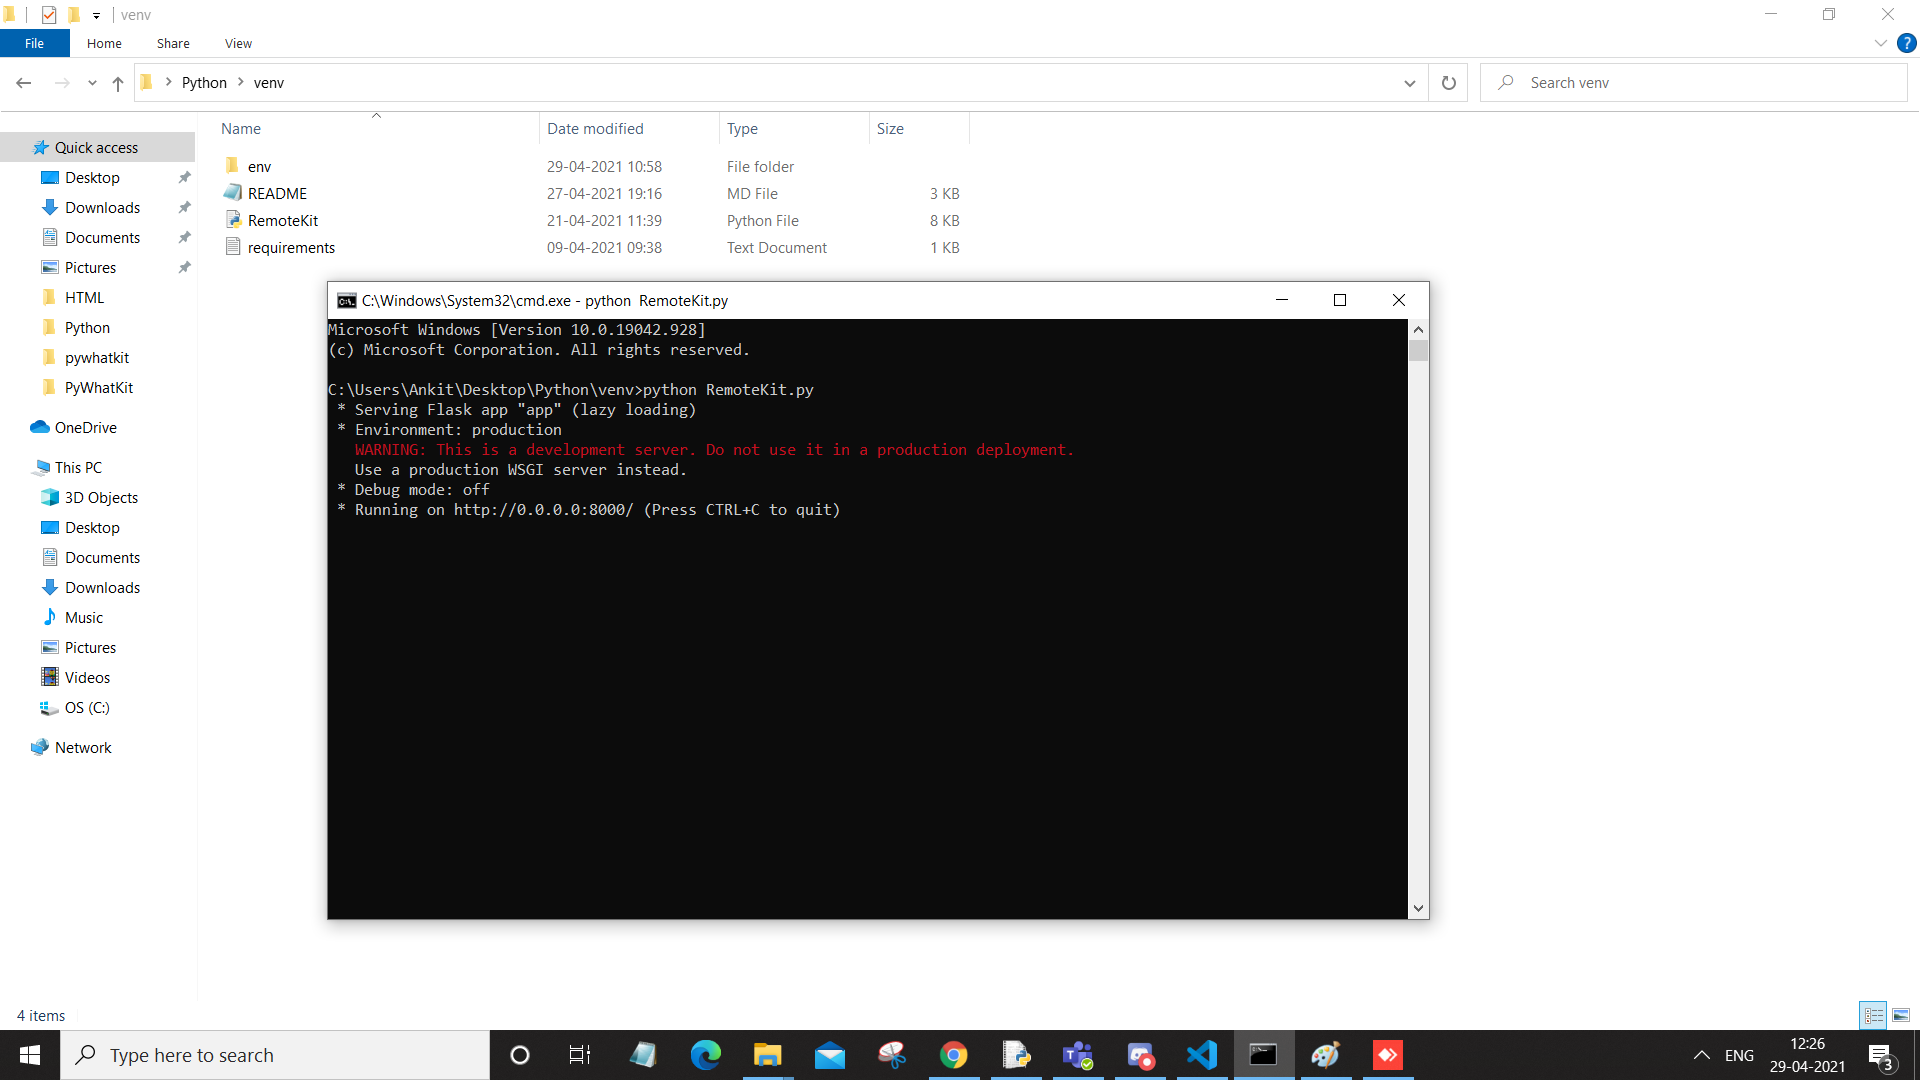 venv
File Home Share View
Python venv
Search venv
Name Date modified Type Size
env 29-04-2021 10:58 File folder
README 27-04-2021 19:16 MD File 3 KB
RemoteKit 21-04-2021 11:39 Python File 8 KB
requirements 09-04-2021 09:38 Text Document 1 KB
Quick access
Desktop
Downloads
Documents
Pictures
HTML
Python
pywhatkit
PyWhatKit
OneDrive
This PC
3D Objects
Desktop
Documents
Downloads
Music
Pictures
Videos
OS (C:)
Network
C:\Windows\System32\cmd.exe - python  RemoteKit.py
Microsoft Windows [Version 10.0.19042.928]
(c) Microsoft Corporation. All rights reserved.
C:\Users\Ankit\Desktop\Python\venv>python RemoteKit.py
* Serving Flask app "app" (lazy loading)
* Environment: production
WARNING: This is a development server. Do not use it in a production deployment.
Use a production WSGI server instead.
* Debug mode: off
* Running on http://0.0.0.0:8000/ (Press CTRL+C to quit)
4 items
Type here to search
ENG
12:26
29-04-2021
3